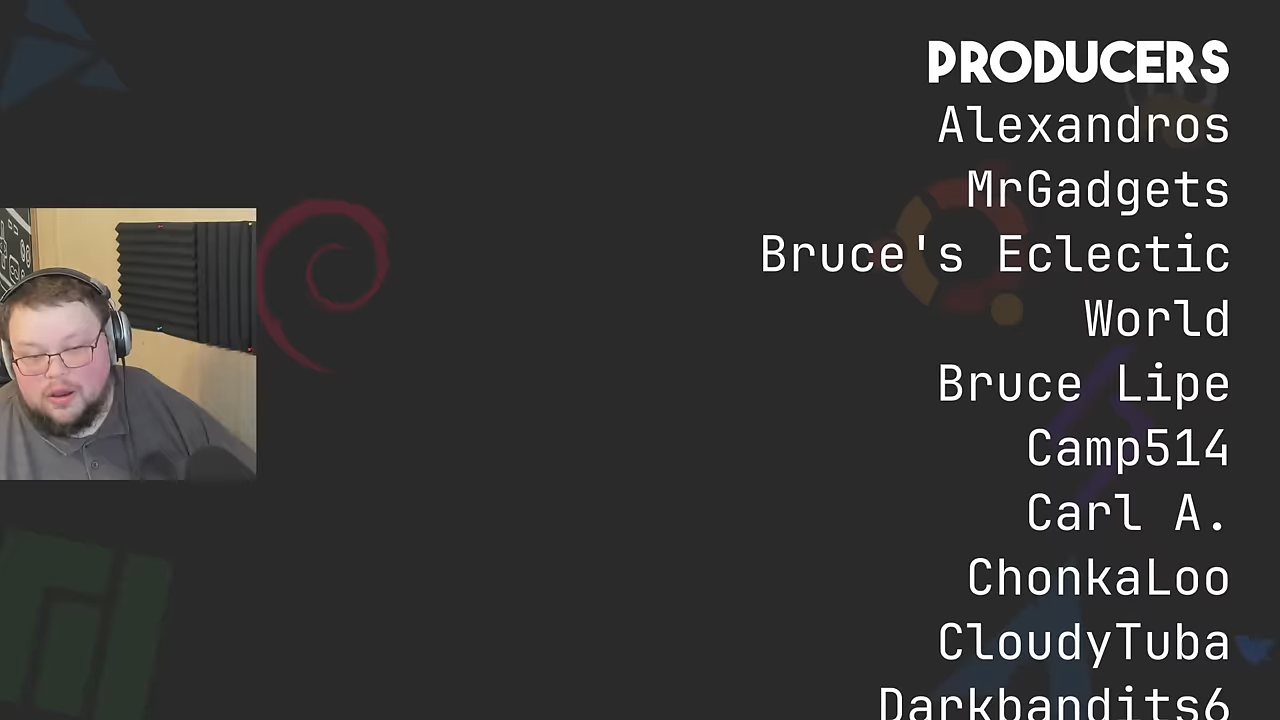 PRODUCERS
Alexandros
MrGadgets
Bruce's Eclectic
World
Bruce Lipe
Camp514
Carl A.
ChonkaLoo
CloudyTuba
Darkbandits6